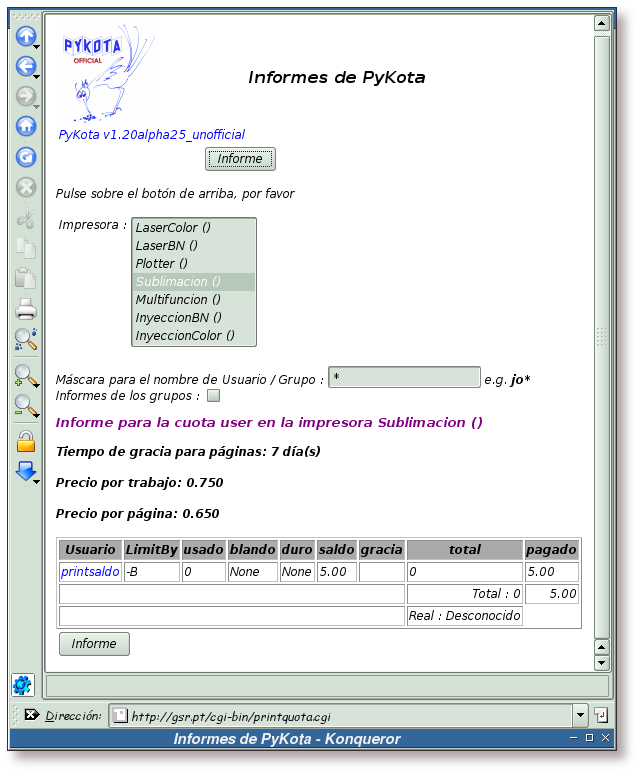 PYKOTA
OFFICIAL
Informes de PyKota
PyKota v1.20alpha25_unofficial
Informe
Pulse sobre el botón de arriba, por favor
Impresora :
LaserColor ()
LaserBN ()
Plotter ()
Sublimacion ()
Multifuncion ()
InyeccionBN ()
InyeccionColor ()
Máscara para el nombre de Usuario / Grupo : * e.g. jo*
Informes de los grupos :
Informe para la cuota user en la impresora Sublimacion ()
Tiempo de gracia para páginas: 7 día(s)
Precio por trabajo: 0.750
Precio por página: 0.650
Usuario LimitBy usado blando duro saldo gracia total pagado
printsaldo -B 0 None None 5.00 0 5.00
Total : 0 5.00
Real : Desconocido
Informe
Dirección: http://gsr.pt/cgi-bin/printquota.cgi
Informes de PyKota - Konqueror